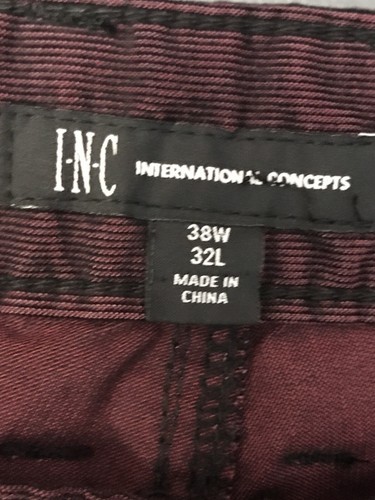 I·N·C INTERNATIONAL CONCEPTS
38W
32L
MADE IN
CHINA